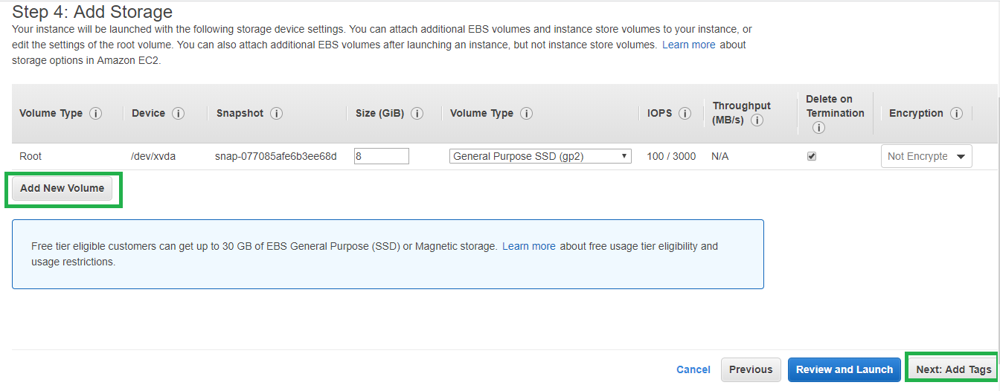 Step 4: Add Storage
Your instance will be launched with the following storage device settings. You can attach additional EBS volumes and instance store volumes to your instance, or
edit the settings of the root volume. You can also attach additional EBS volumes after launching an instance, but not instance store volumes. Learn more about
storage options in Amazon EC2.
Volume Type i Device i Snapshot i Size (GiB) i Volume Type i IOPS i Throughput (MB/s) i Delete on Termination i Encryption i
Root /dev/xvda snap-077085afe6b3ee68d 8 General Purpose SSD (gp2) 100 / 3000 N/A Not Encrypte
Add New Volume
Free tier eligible customers can get up to 30 GB of EBS General Purpose (SSD) or Magnetic storage. Learn more about free usage tier eligibility and
usage restrictions.
Cancel Previous Review and Launch Next: Add Tags